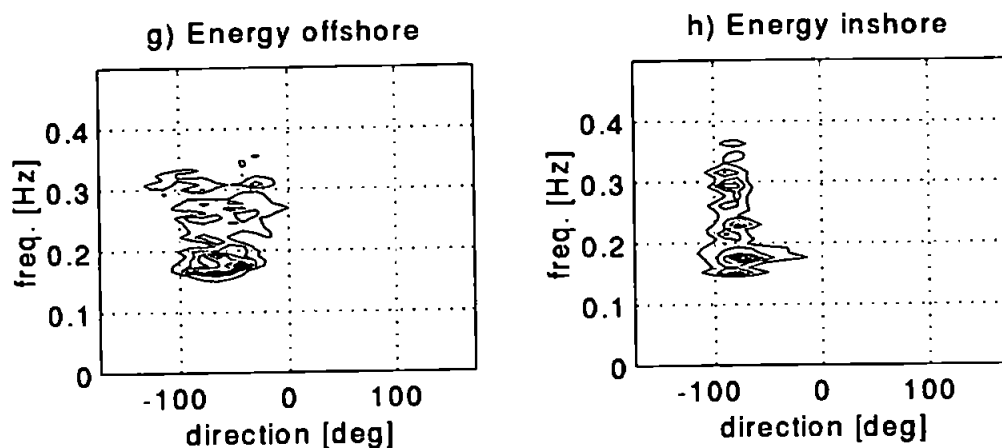 g) Energy offshore
h) Energy inshore
freq. [Hz]
0.4
0.3
0.2
0.1
0
-100
0
100
direction [deg]
freq. [Hz]
0.4
0.3
0.2
0.1
0
-100
0
100
direction [deg]